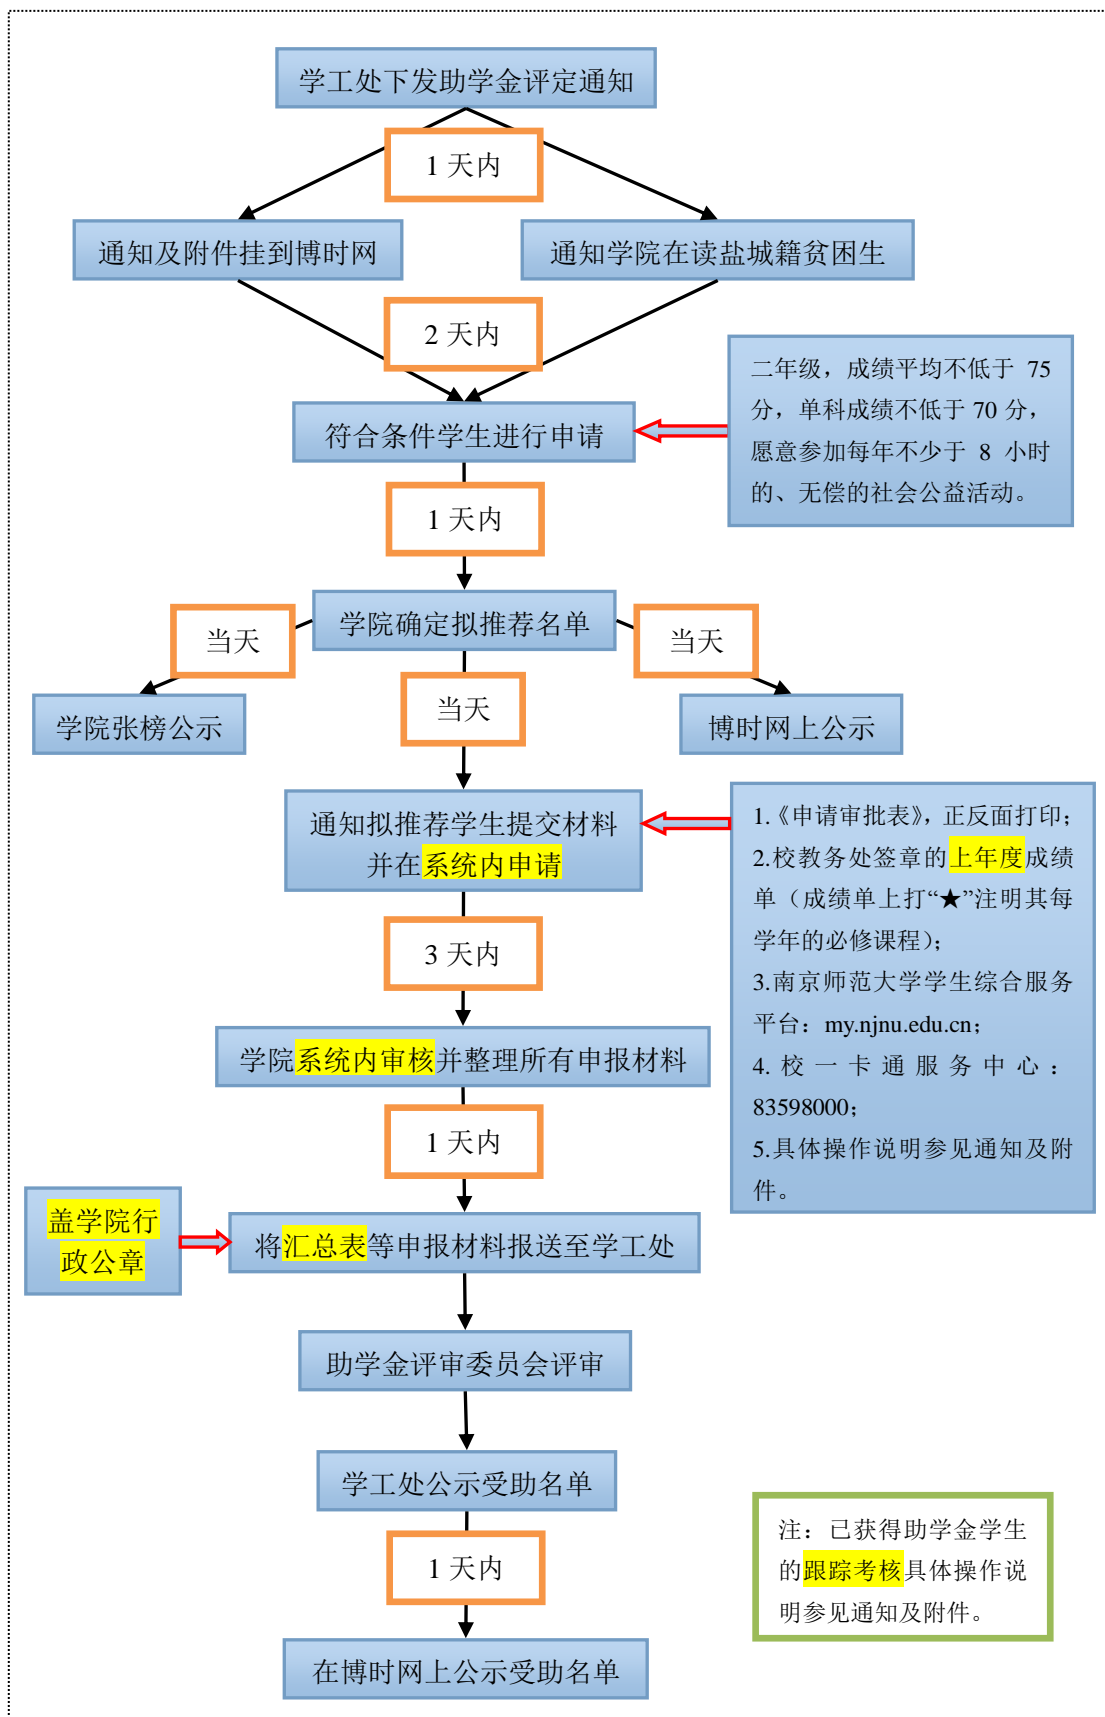 学工处下发助学金评定通知
1 天内
通知及附件挂到博时网
通知学院在读盐城籍贫困生
2 天内
二年级，成绩平均不低于 75
分，单科成绩不低于 70 分，
愿意参加每年不少于 8 小时
的、无偿的社会公益活动。
符合条件学生进行申请
1 天内
学院确定拟推荐名单
当天
当天
当天
学院张榜公示
博时网上公示
通知拟推荐学生提交材料
并在系统内申请
1.《申请审批表》，正反面打印；
2.校教务处签章的上年度成绩
单（成绩单上打“★”注明其每
学年的必修课程）；
3.南京师范大学学生综合服务
平台：my.njnu.edu.cn；
4.校一卡通服务中心：
83598000；
5.具体操作说明参见通知及附
件。
3 天内
学院系统内审核并整理所有申报材料
1 天内
盖学院行
政公章
将汇总表等申报材料报送至学工处
助学金评审委员会评审
学工处公示受助名单
1 天内
注：已获得助学金学生
的跟踪考核具体操作说
明参见通知及附件。
在博时网上公示受助名单